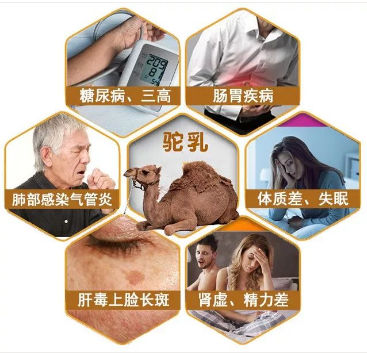 糖尿病、三高
肠胃疾病
驼乳
肺部感染气管炎
体质差、失眠
肝毒上脸长斑
肾虚、精力差